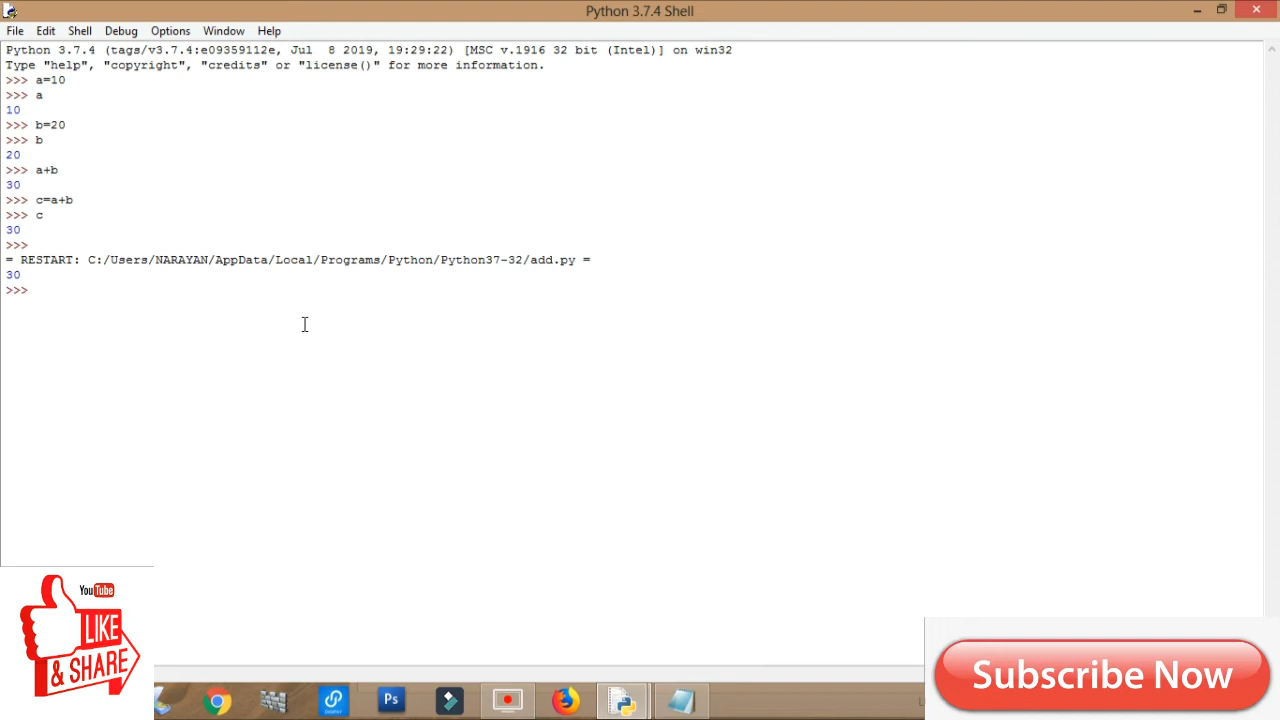 Python 3.7.4 Shell
File Edit Shell Debug Options Window Help
Python 3.7.4 (tags/v3.7.4:e09359112e, Jul  8 2019, 19:29:22) [MSC v.1916 32 bit (Intel)] on win32
Type "help", "copyright", "credits" or "license()" for more information.
>>> a=10
>>> a
10
>>> b=20
>>> b
20
>>> a+b
30
>>> c=a+b
>>> c
30
>>>
= RESTART: C:/Users/NARAYAN/AppData/Local/Programs/Python/Python37-32/add.py =
30
>>>
YouTube
LIKE
& SHARE
Subscribe Now
Ps